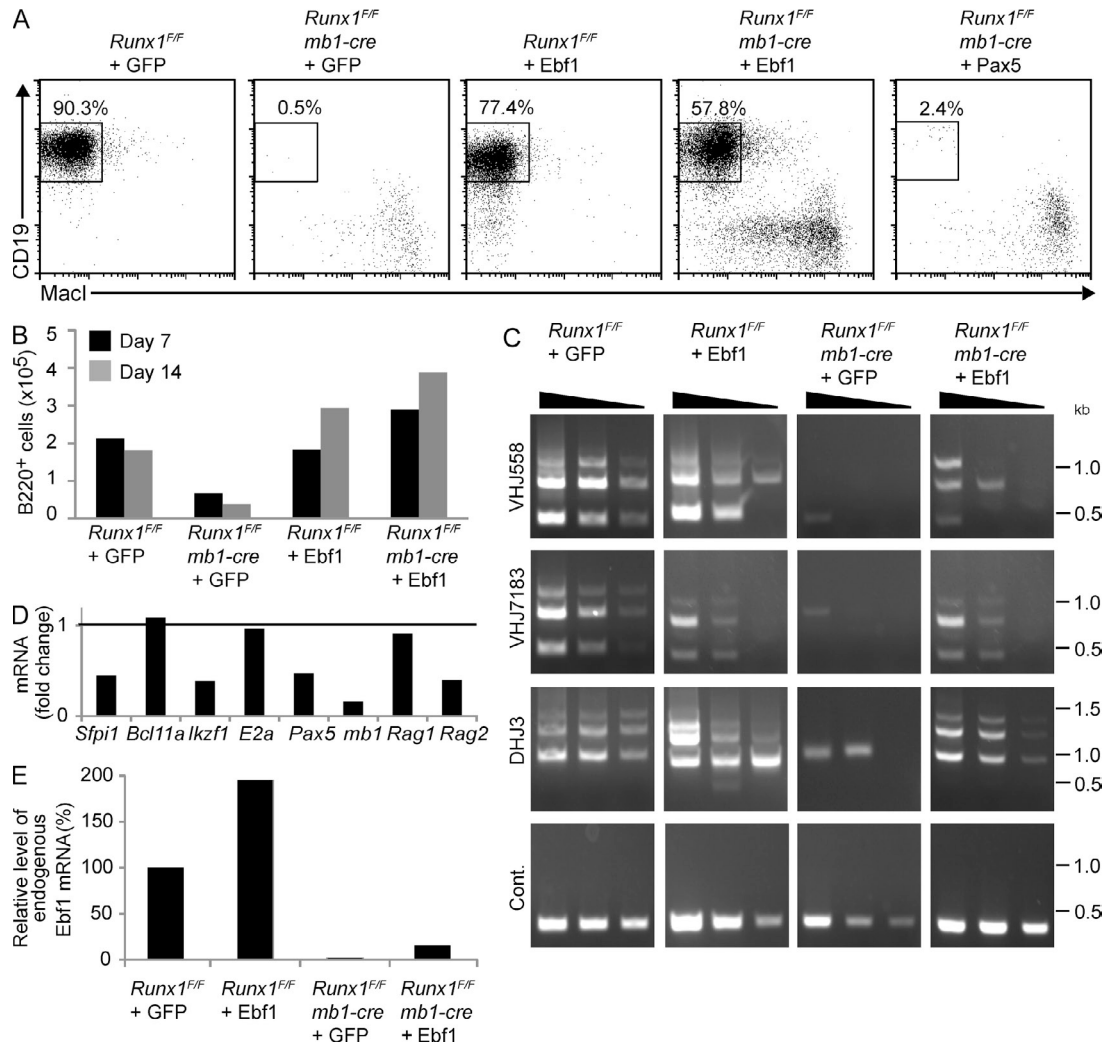 A
Runx1F/F
+ GFP
Runx1F/F
mb1-cre
+ GFP
Runx1F/F
+ Ebf1
Runx1F/F
mb1-cre
+ Ebf1
Runx1F/F
mb1-cre
+ Pax5
90.3%
0.5%
77.4%
57.8%
2.4%
CD19
MacI
B
B220+ cells (x10^5)
5
4
3
2
1
0
Day 7
Day 14
Runx1F/F
+ GFP
Runx1F/F
mb1-cre
+ GFP
Runx1F/F
+ Ebf1
Runx1F/F
mb1-cre
+ Ebf1
C
Runx1F/F
+ GFP
Runx1F/F
+ Ebf1
Runx1F/F
mb1-cre
+ GFP
Runx1F/F
mb1-cre
+ Ebf1
kb
VHJ558
1.0
0.5
VHJ7183
1.0
0.5
DHJ3
1.5
1.0
0.5
Cont.
1.0
0.5
D
mRNA
(fold change)
1
0
Sfpi1 Bcl11a Ikzf1 E2a Pax5 mb1 Rag1 Rag2
E
Relative level of
endogenous
Ebf1 mRNA (%)
200
150
100
50
0
Runx1F/F
+ GFP
Runx1F/F
+ Ebf1
Runx1F/F
mb1-cre
+ GFP
Runx1F/F
mb1-cre
+ Ebf1